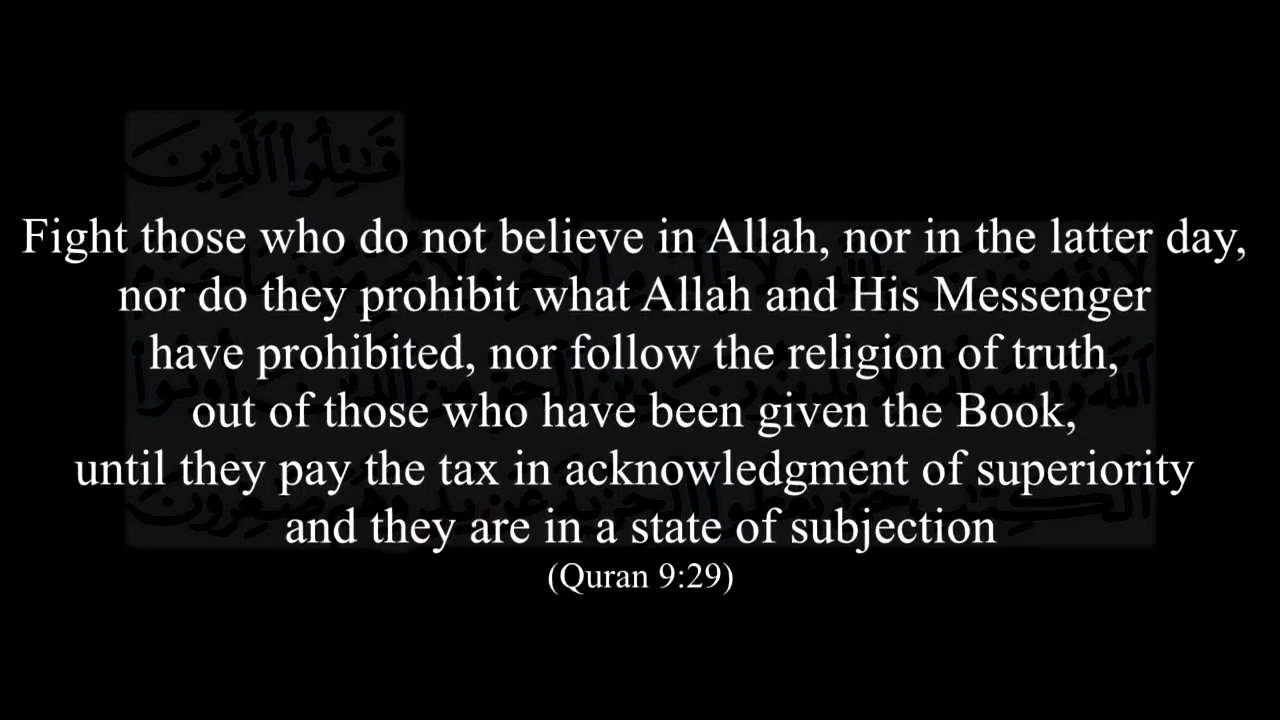 قَٰتِلُوا۟ ٱلَّذِينَ
Fight those who do not believe in Allah, nor in the latter day,
nor do they prohibit what Allah and His Messenger
have prohibited, nor follow the religion of truth,
out of those who have been given the Book,
until they pay the tax in acknowledgment of superiority
and they are in a state of subjection
(Quran 9:29)